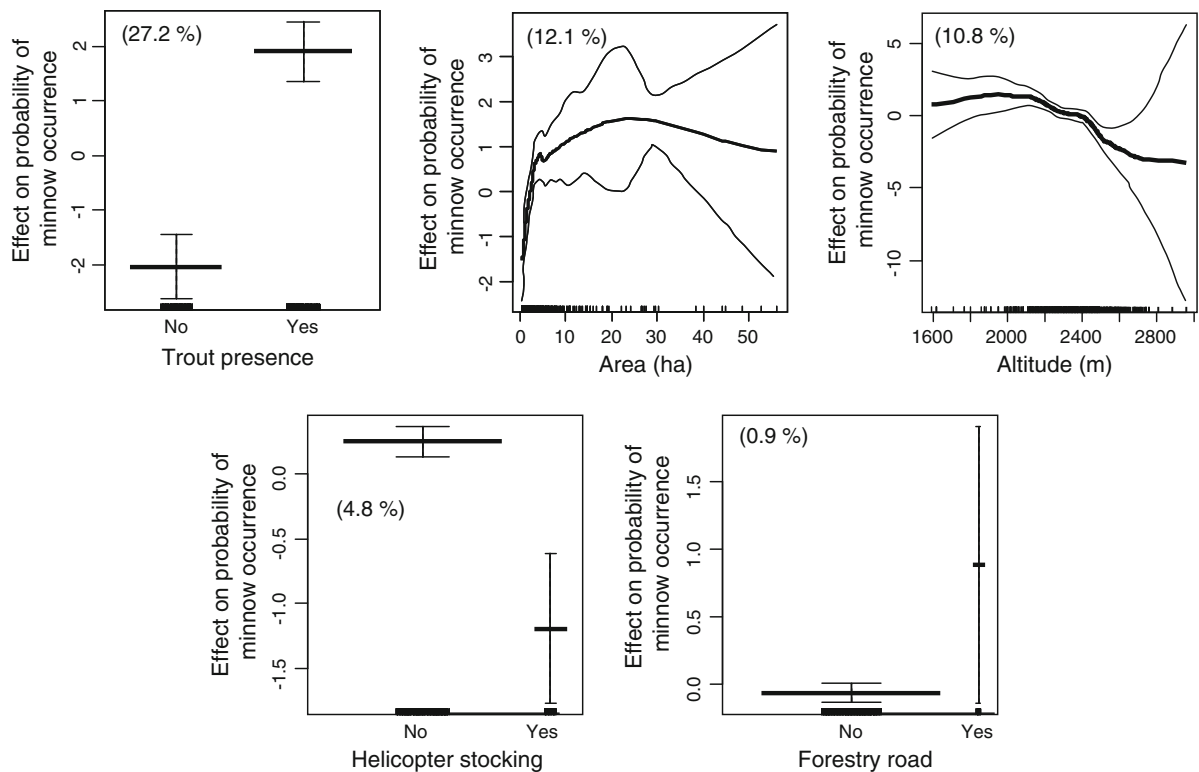 (27.2 %)
Effect on probability of
minnow occurrence
2
1
0
-1
-2
No Yes
Trout presence
(12.1 %)
Effect on probability of
minnow occurrence
3
2
1
0
-1
-2
0 10 20 30 40 50
Area (ha)
(10.8 %)
Effect on probability of
minnow occurrence
5
0
-5
-10
1600 2000 2400 2800
Altitude (m)
(4.8 %)
Effect on probability of
minnow occurrence
0.0
-0.5
-1.0
-1.5
No Yes
Helicopter stocking
(0.9 %)
Effect on probability of
minnow occurrence
1.5
1.0
0.5
0.0
No Yes
Forestry road